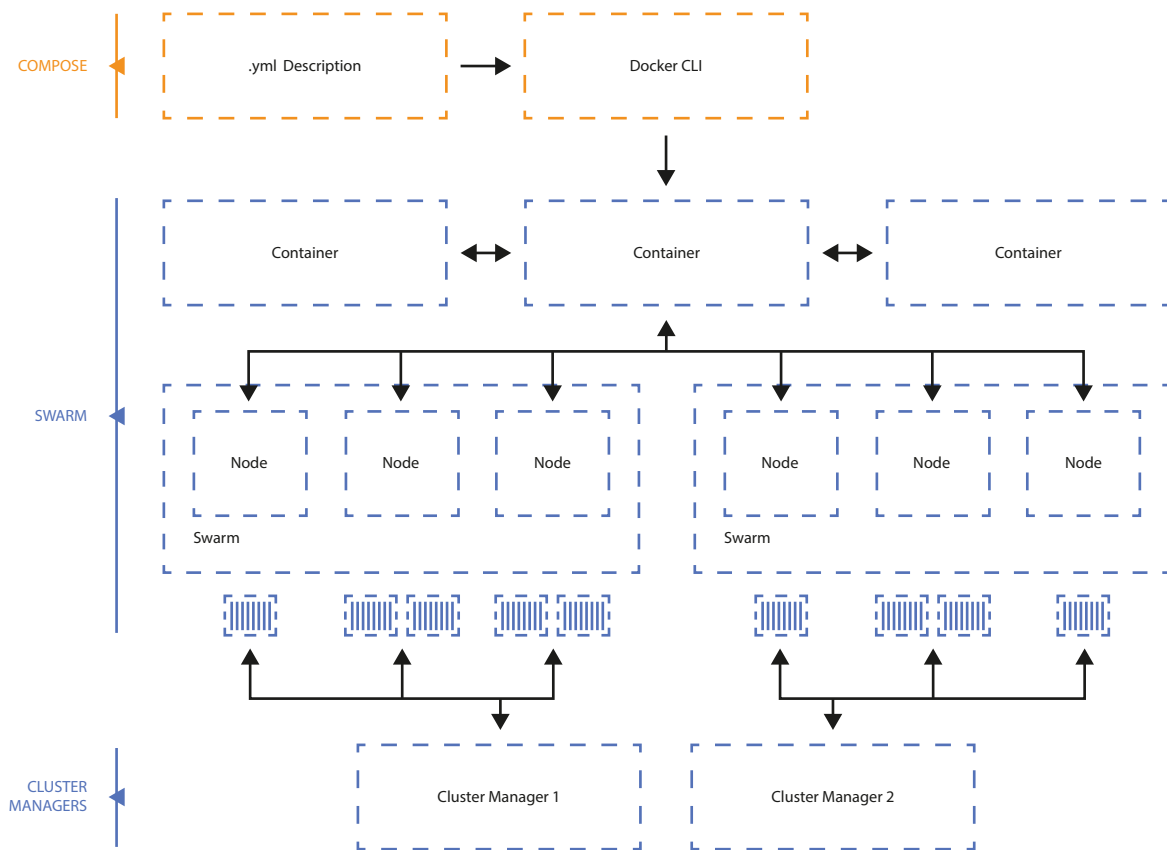 COMPOSE
.yml Description
Docker CLI
Container
Container
Container
SWARM
Node
Node
Node
Node
Node
Node
Swarm
Swarm
CLUSTER
MANAGERS
Cluster Manager 1
Cluster Manager 2